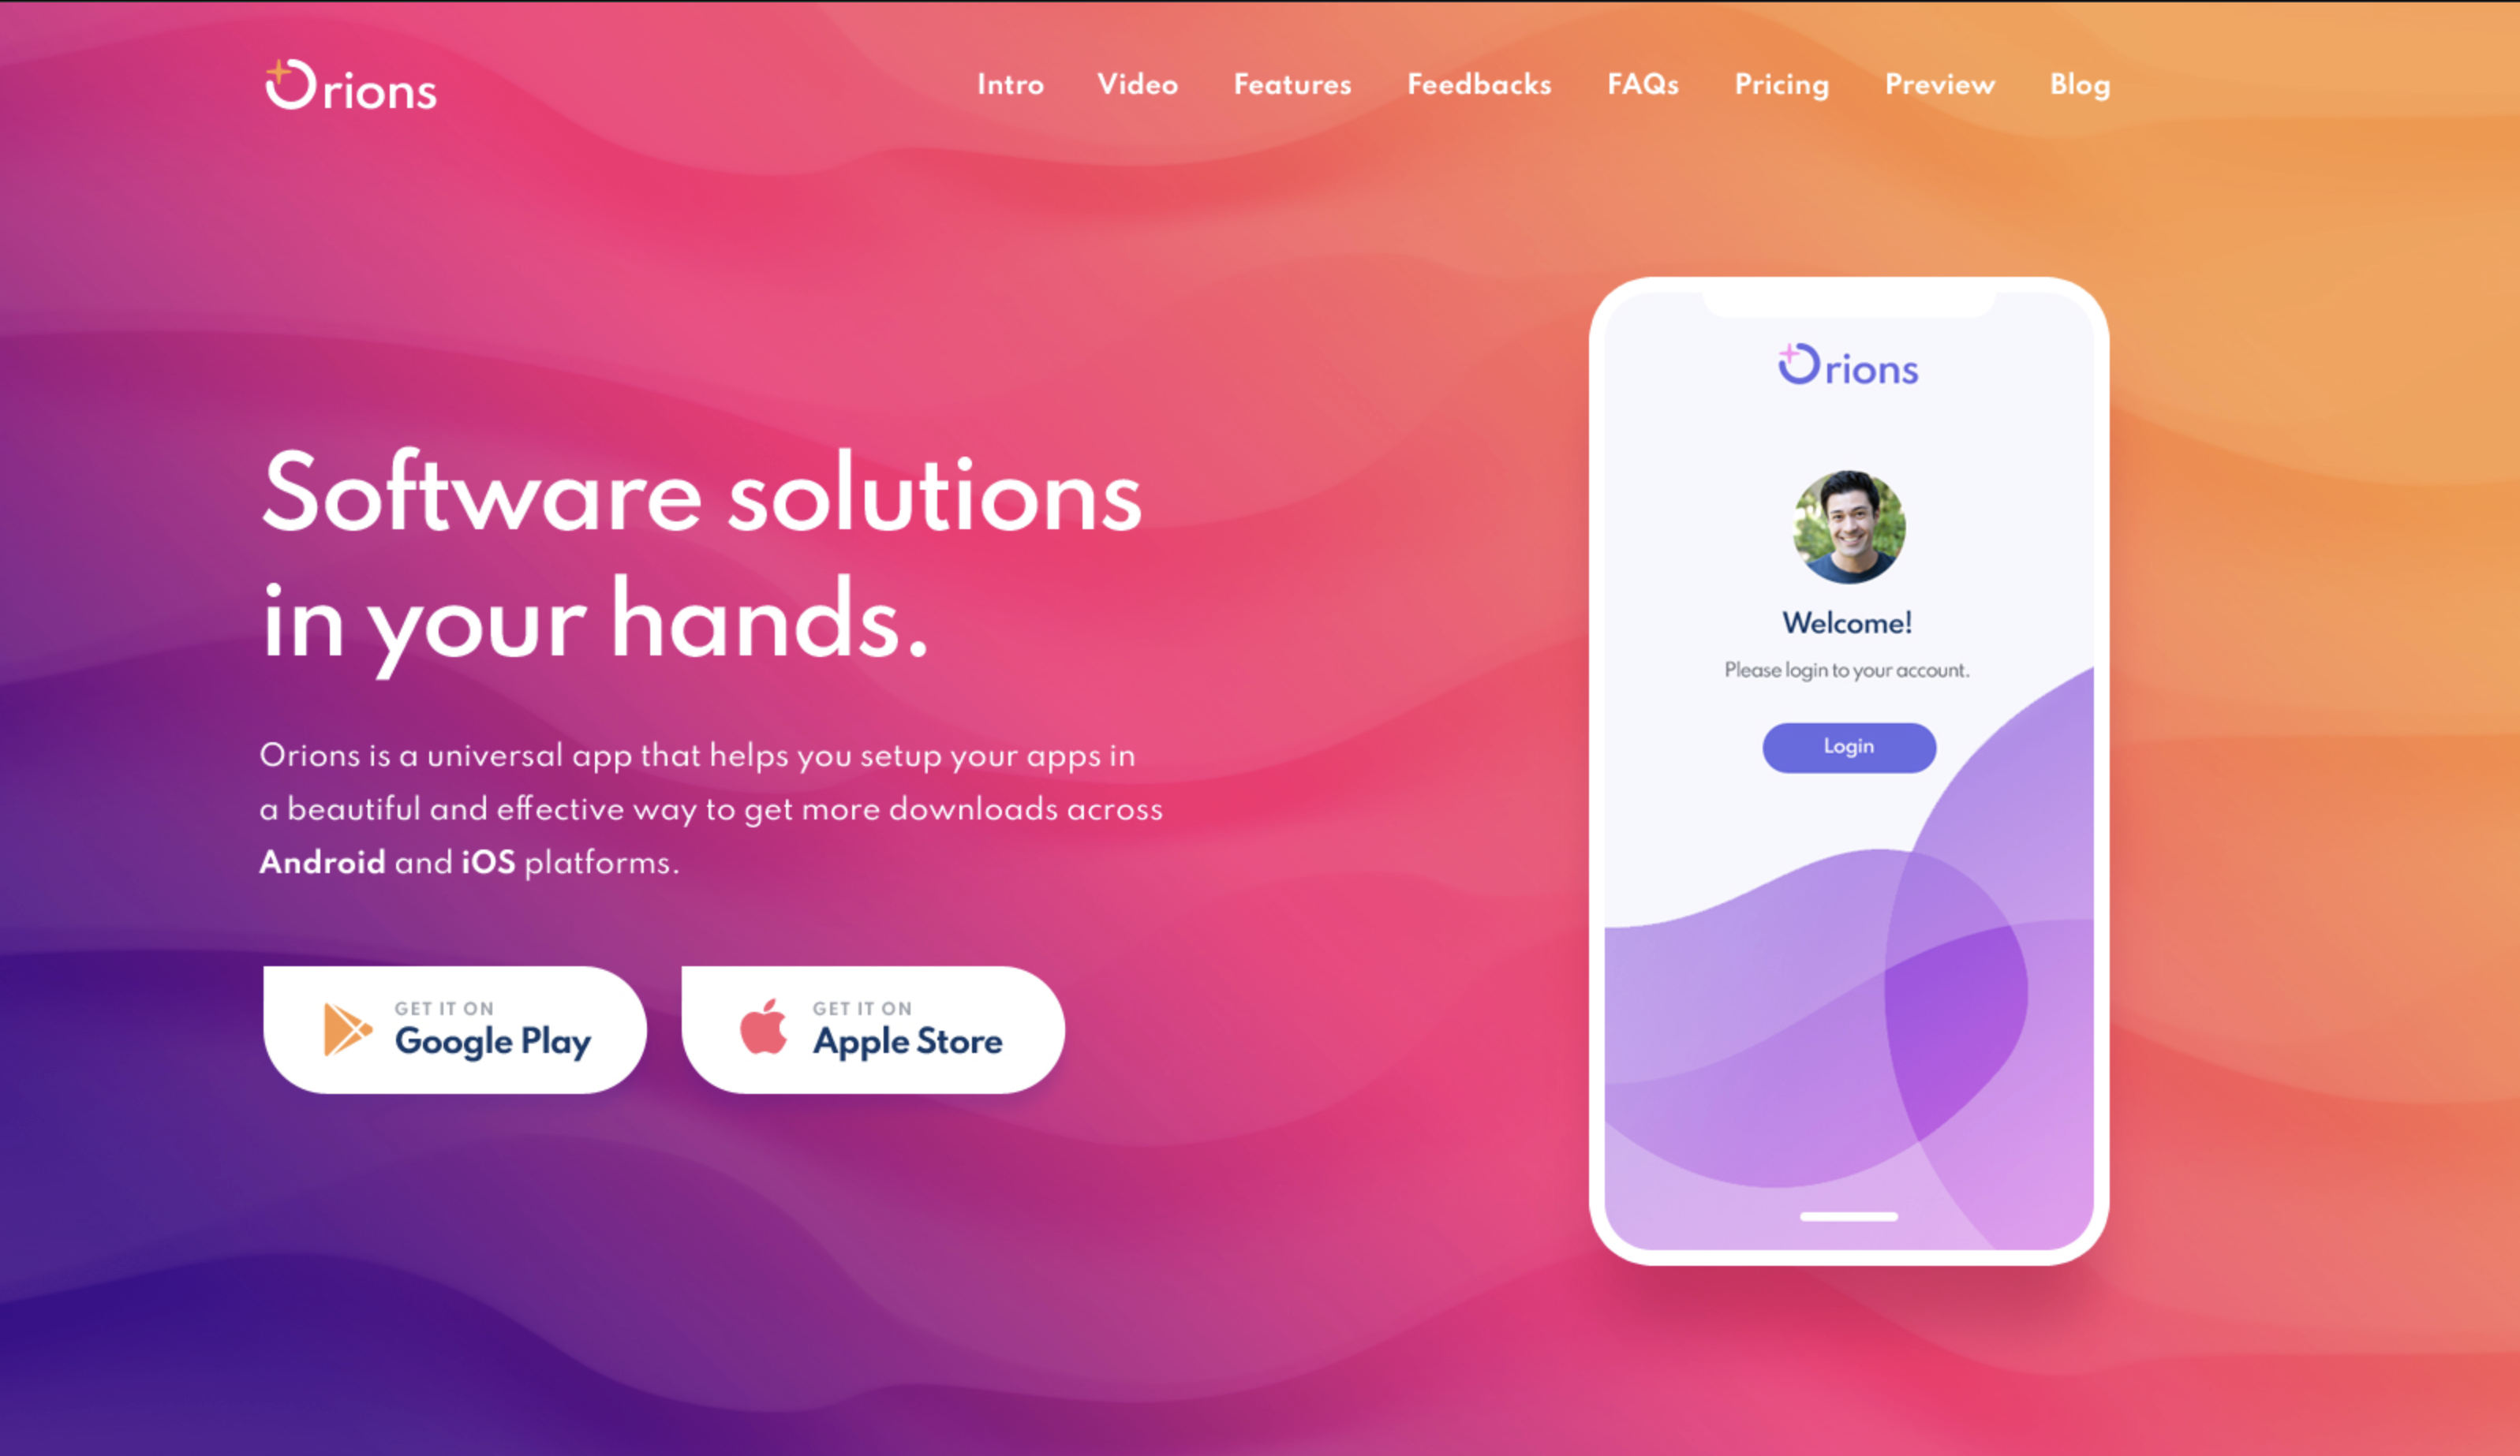 Orions
Intro Video Features Feedbacks FAQs Pricing Preview Blog
Software solutions
in your hands.
Orions is a universal app that helps you setup your apps in
a beautiful and effective way to get more downloads across
Android and iOS platforms.
GET IT ON
Google Play
GET IT ON
Apple Store
Orions
Welcome!
Please login to your account.
Login